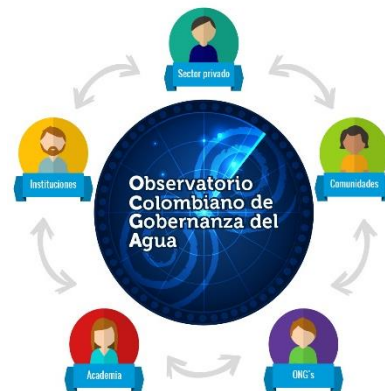 Sector privado
Instituciones
Comunidades
Observatorio
Colombiano de
Gobernanza del
Agua
Academia
ONG´s